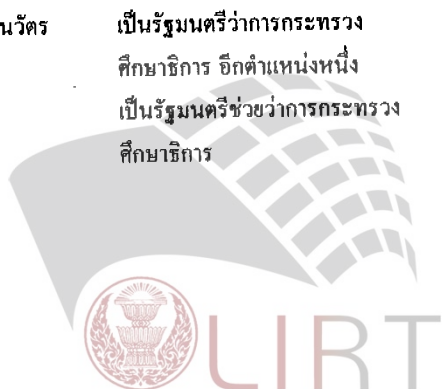 นวัตร เป็นรัฐมนตรีว่าการกระทรวง
ศึกษาธิการ อีกตำแหน่งหนึ่ง
เป็นรัฐมนตรีช่วยว่าการกระทรวง
ศึกษาธิการ
LIRT